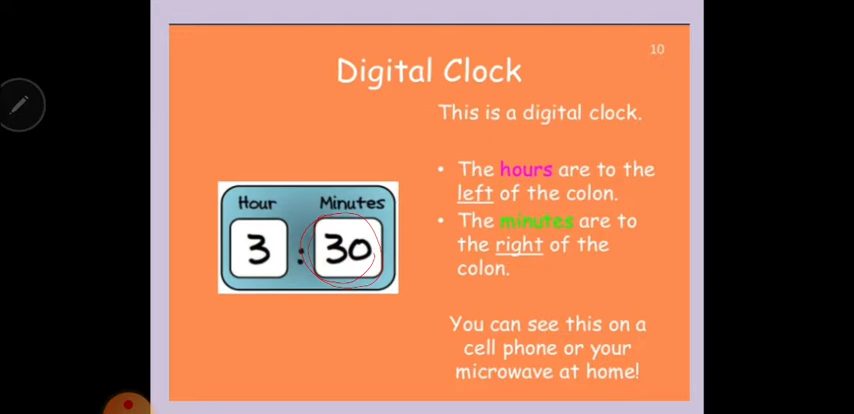 10
Digital Clock
This is a digital clock.
• The hours are to the
left of the colon.
• The minutes are to
the right of the
colon.
Hour Minutes
3 : 30
You can see this on a
cell phone or your
microwave at home!